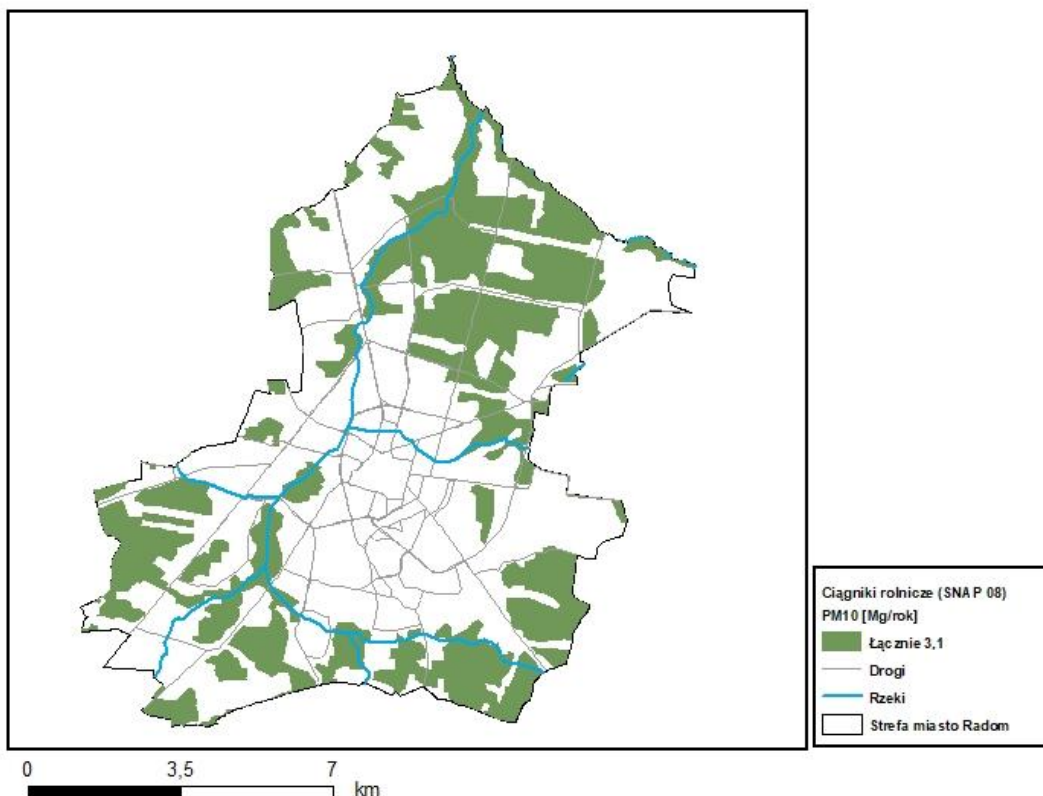 Ciągniki rolnicze (SNAP 08)
PM10 [Mg/rok]
Łącznie 3,1
Drogi
Rzeki
Strefa miasto Radom
0 3,5 7
km